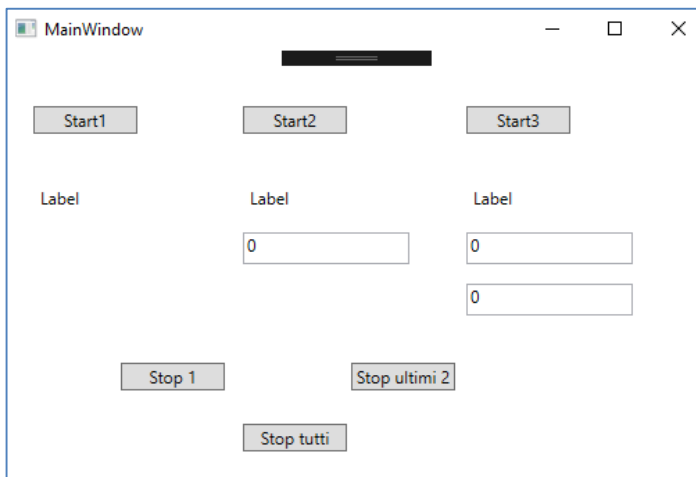 MainWindow
Start1 Start2 Start3
Label Label Label
0 0
0
Stop 1 Stop ultimi 2
Stop tutti